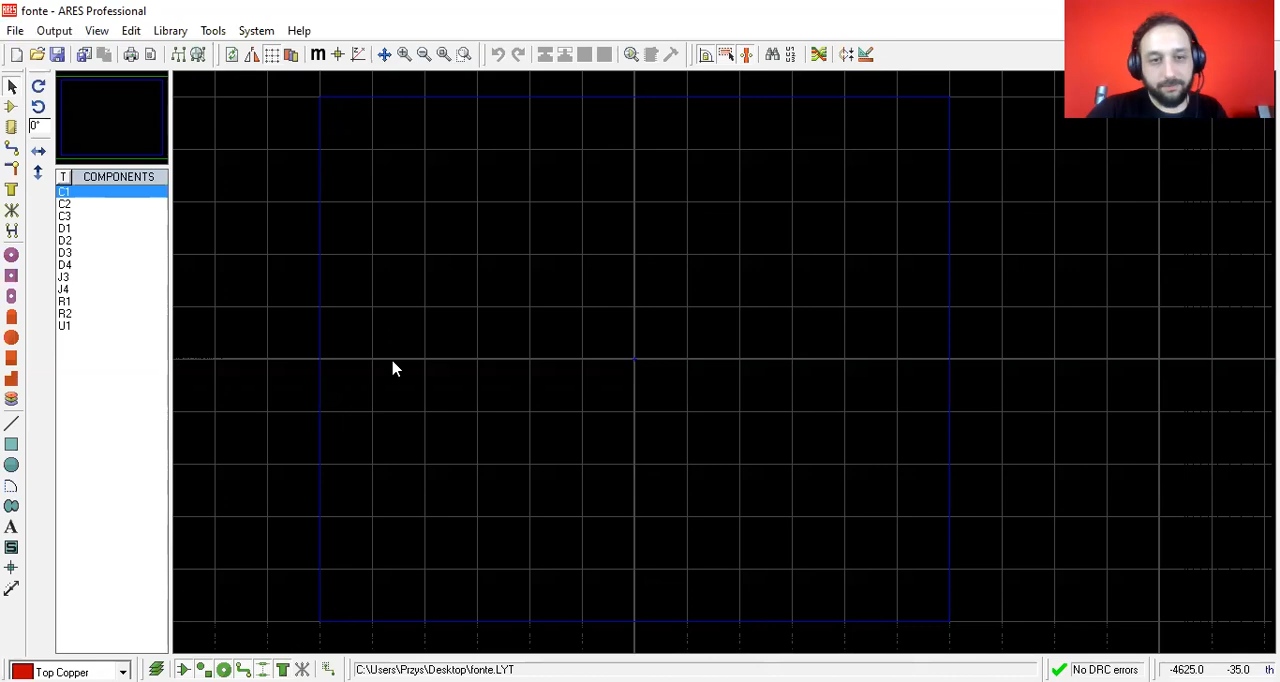 fonte - ARES Professional
File Output View Edit Library Tools System Help
0°
T COMPONENTS
C1
C2
C3
D1
D2
D3
D4
J3
J4
R1
R2
U1
Top Copper
C:\Users\Przys\Desktop\fonte.LYT
No DRC errors
-4625.0 -35.0 th